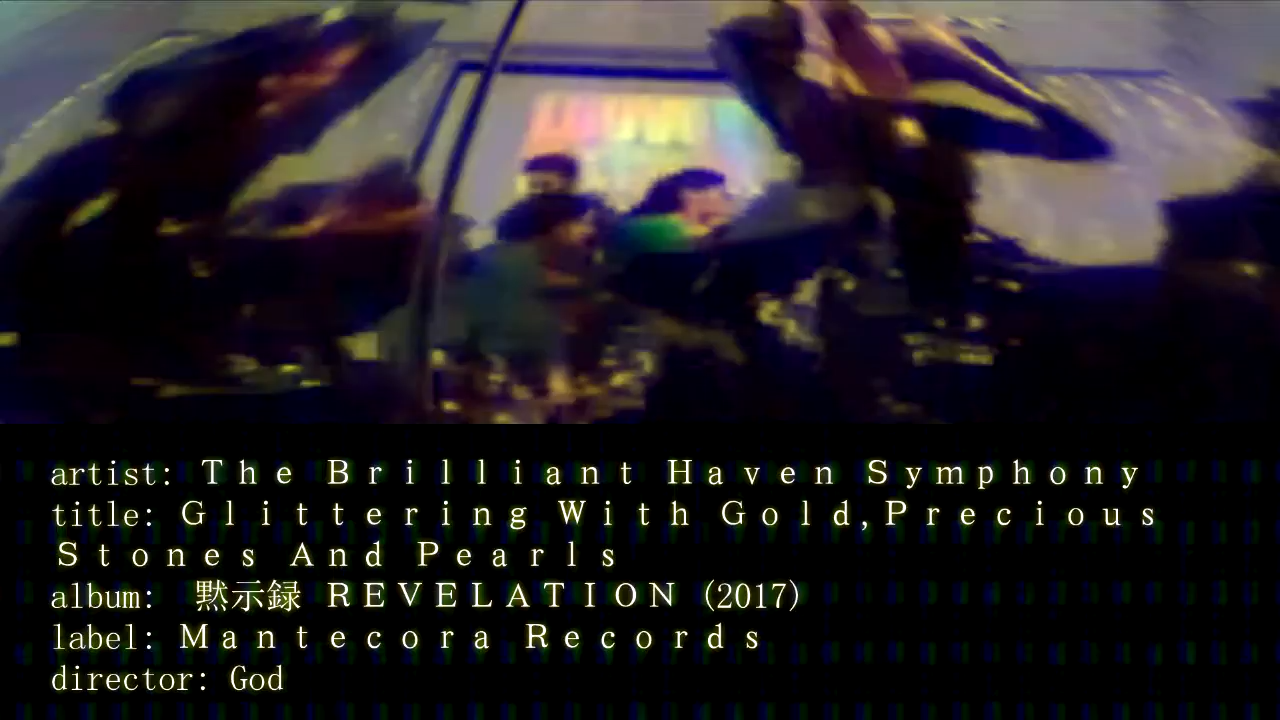 artist: Ｔｈｅ Ｂｒｉｌｌｉａｎｔ Ｈａｖｅｎ Ｓｙｍｐｈｏｎｙ
title: Ｇｌｉｔｔｅｒｉｎｇ Ｗｉｔｈ Ｇｏｌｄ,Ｐｒｅｃｉｏｕｓ
Ｓｔｏｎｅｓ Ａｎｄ Ｐｅａｒｌｓ
album: 黙示録 ＲＥＶＥＬＡＴＩＯＮ (2017)
label: Ｍａｎｔｅｃｏｒａ Ｒｅｃｏｒｄｓ
director: God